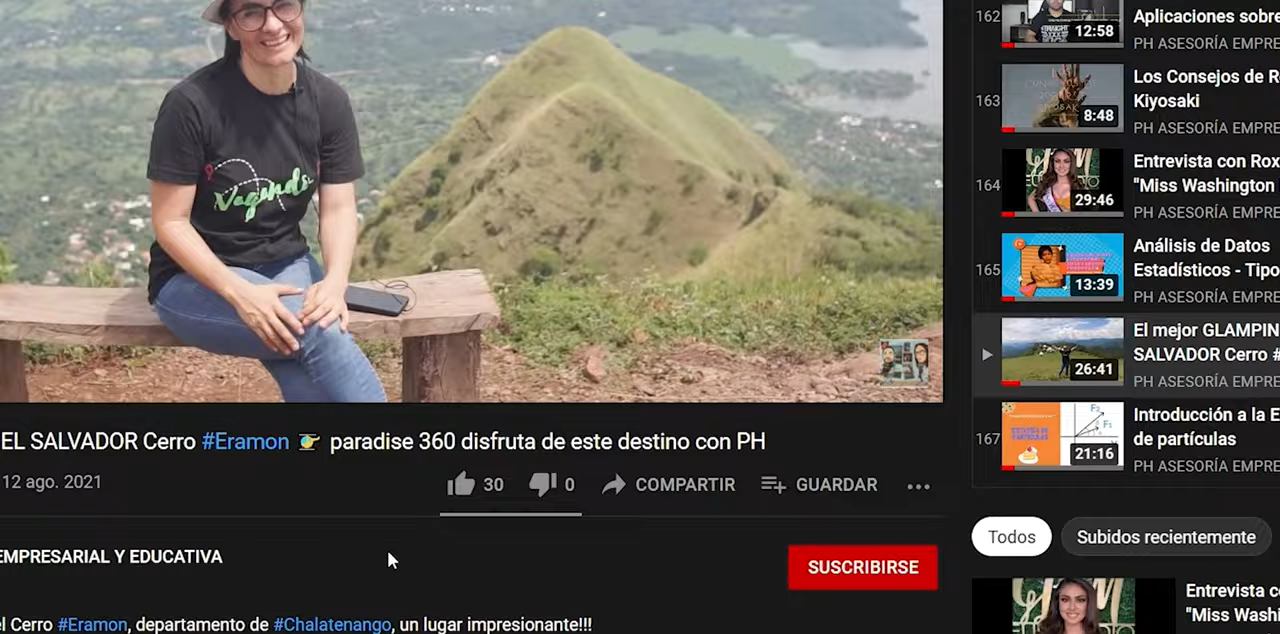 Vagando
EL SALVADOR Cerro #Eramon paradise 360 disfruta de este destino con PH
12 ago. 2021
30
0
COMPARTIR
GUARDAR
EMPRESARIAL Y EDUCATIVA
SUSCRIBIRSE
el Cerro #Eramon, departamento de #Chalatenango, un lugar impresionante!!!
162
12:58
Aplicaciones sobre
PH ASESORÍA EMPRE
163
8:48
Los Consejos de R
Kiyosaki
PH ASESORÍA EMPRE
164
29:46
Entrevista con Rox
"Miss Washington
PH ASESORÍA EMPRE
165
13:39
Análisis de Datos
Estadísticos - Tipo
PH ASESORÍA EMPRE
26:41
El mejor GLAMPIN
SALVADOR Cerro #
PH ASESORÍA EMPRE
167
F₂
F₁
21:16
Introducción a la E
de partículas
PH ASESORÍA EMPRE
Todos
Subidos recientemente
Entrevista co
"Miss Washi